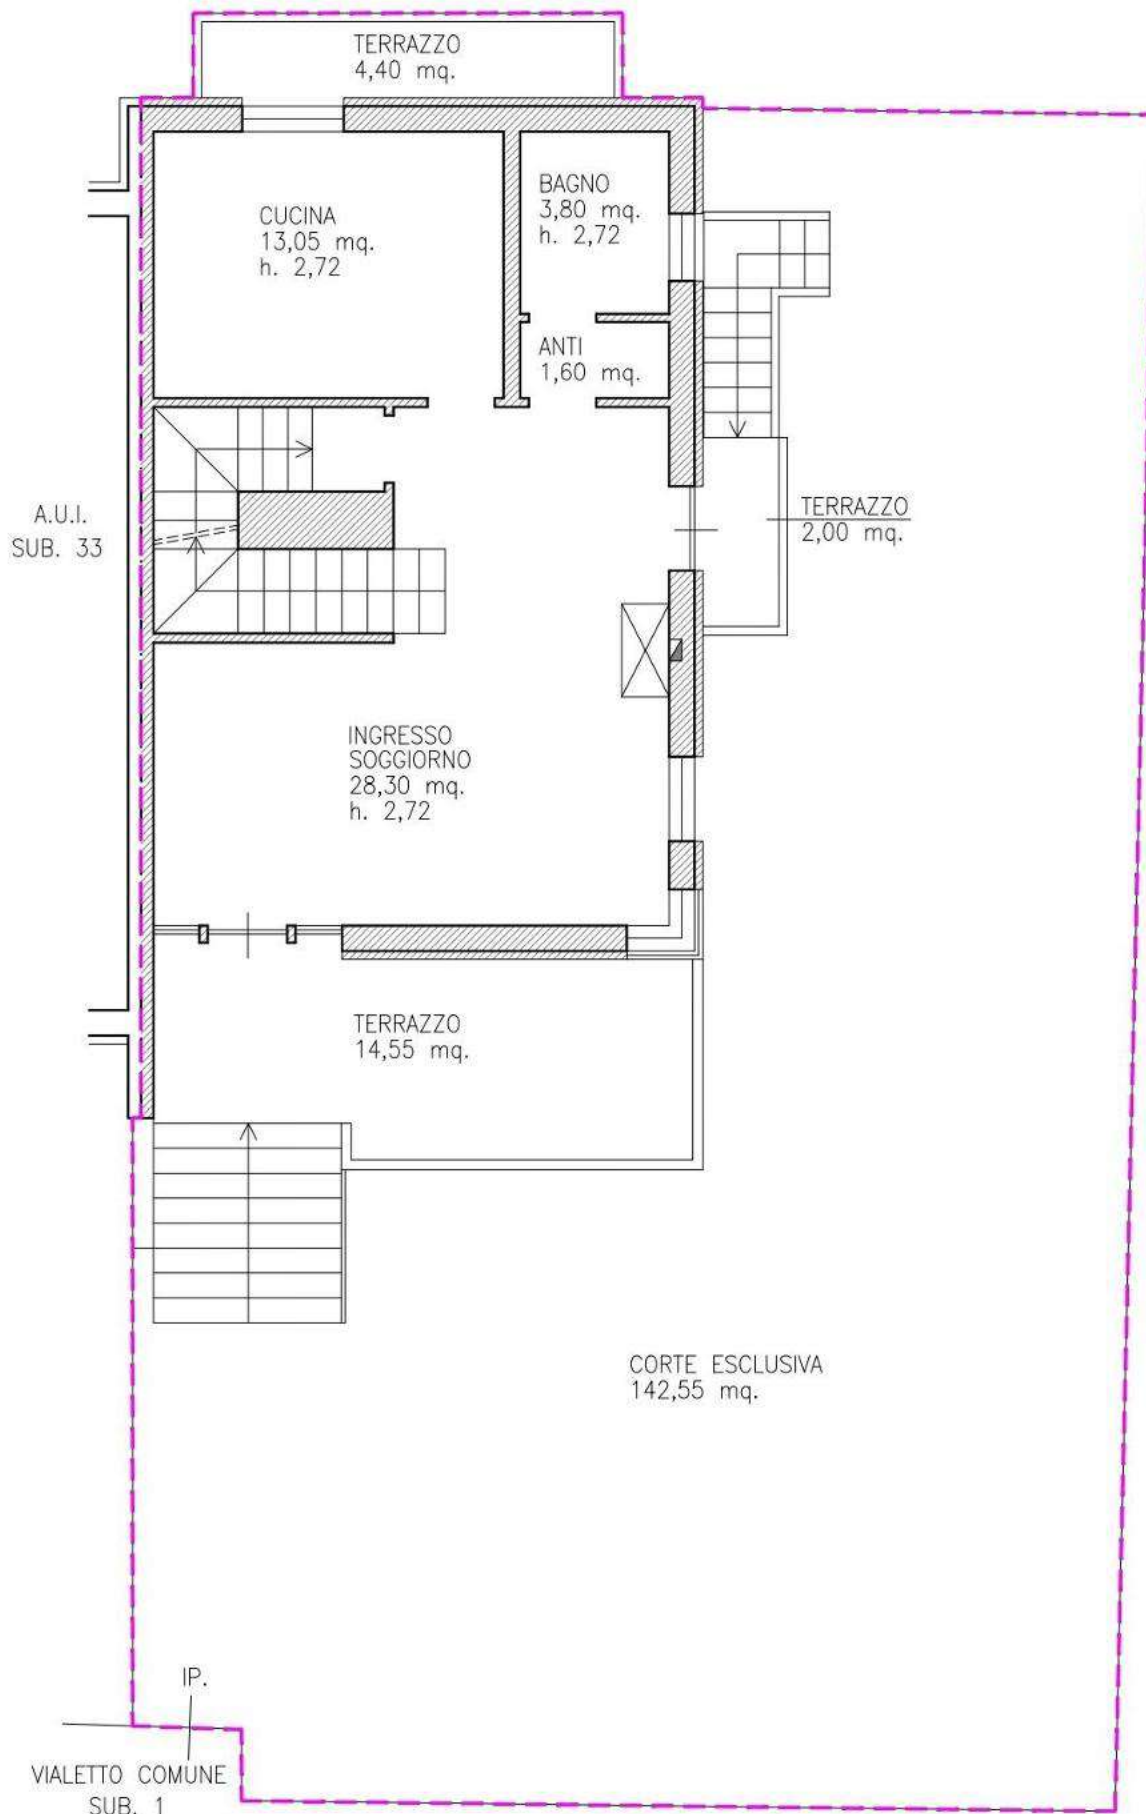 TERRAZZO
4,40 mq.
BAGNO
3,80 mq.
h. 2,72
CUCINA
13,05 mq.
h. 2,72
ANTI
1,60 mq.
A.U.I.
SUB. 33
TERRAZZO
2,00 mq.
INGRESSO
SOGGIORNO
28,30 mq.
h. 2,72
TERRAZZO
14,55 mq.
CORTE ESCLUSIVA
142,55 mq.
IP.
VIALETTO COMUNE
SUB. 1